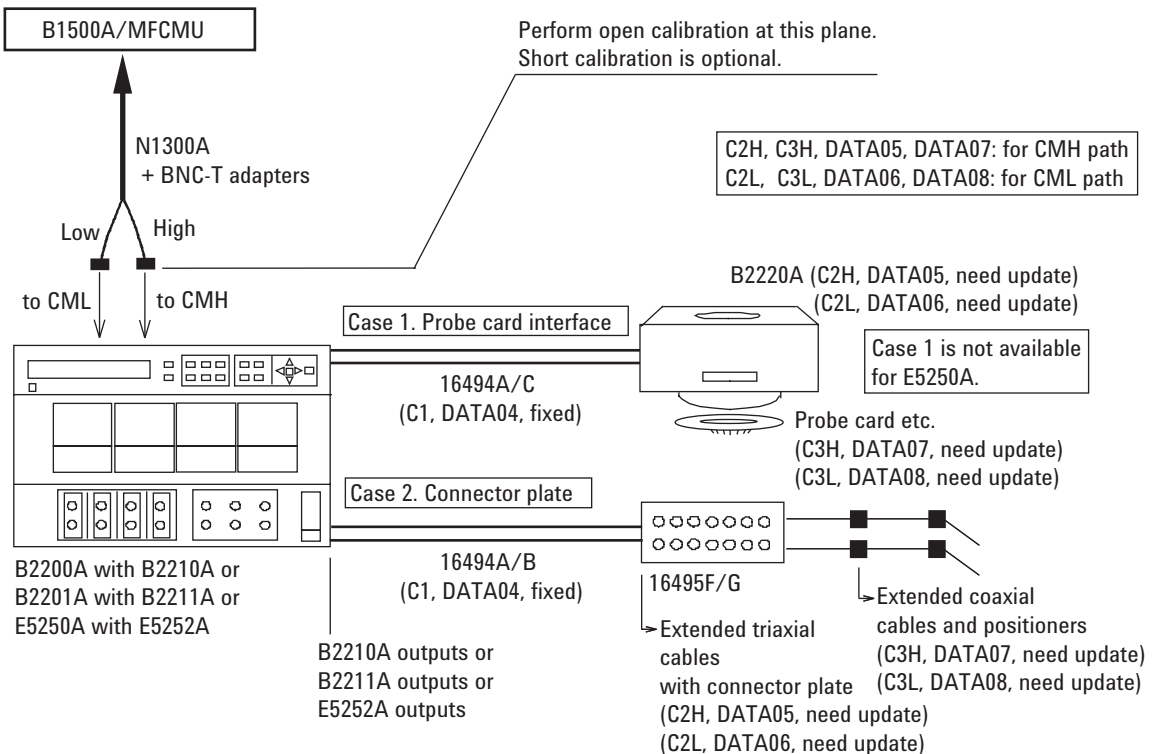 B1500A/MFCMU
Perform open calibration at this plane.
Short calibration is optional.
N1300A
+ BNC-T adapters
C2H, C3H, DATA05, DATA07: for CMH path
C2L, C3L, DATA06, DATA08: for CML path
Low
High
to CML
to CMH
B2220A (C2H, DATA05, need update)
(C2L, DATA06, need update)
Case 1. Probe card interface
Case 1 is not available
for E5250A.
16494A/C
(C1, DATA04, fixed)
Probe card etc.
(C3H, DATA07, need update)
(C3L, DATA08, need update)
Case 2. Connector plate
16494A/B
(C1, DATA04, fixed)
16495F/G
B2200A with B2210A or
B2201A with B2211A or
E5250A with E5252A
B2210A outputs or
B2211A outputs or
E5252A outputs
Extended triaxial
cables
with connector plate
(C2H, DATA05, need update)
(C2L, DATA06, need update)
Extended coaxial
cables and positioners
(C3H, DATA07, need update)
(C3L, DATA08, need update)